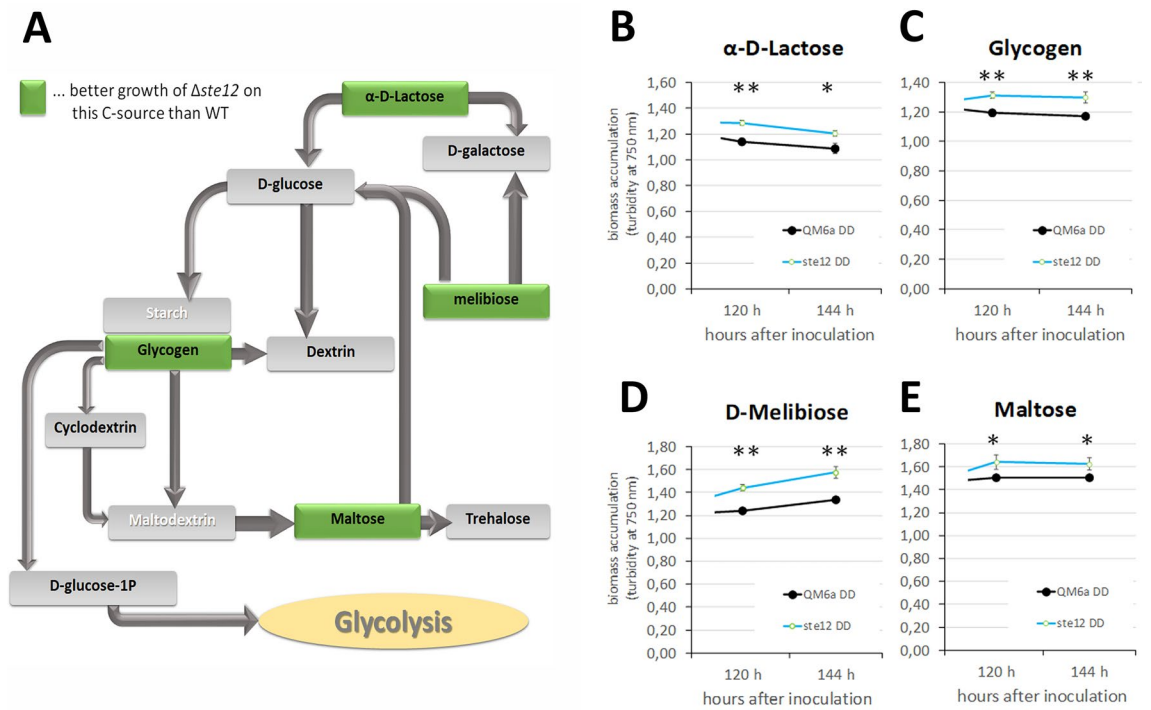 A
... better growth of Δste12 on
this C-source than WT
α-D-Lactose
D-galactose
D-glucose
melibiose
Starch
Glycogen
Dextrin
Cyclodextrin
Maltodextrin
Maltose
Trehalose
D-glucose-1P
Glycolysis
B
α-D-Lactose
biomass accumulation
(turbidity at 750 nm)
1,60
1,40
1,20
1,00
0,80
0,60
0,40
0,20
0,00
** *
QM6a DD
ste12 DD
120 h 144 h
hours after inoculation
C
Glycogen
1,40
1,20
1,00
0,80
0,60
0,40
0,20
0,00
** **
QM6a DD
ste12 DD
120 h 144 h
hours after inoculation
D
D-Melibiose
biomass accumulation
(turbidity at 750 nm)
1,80
1,60
1,40
1,20
1,00
0,80
0,60
0,40
0,20
0,00
** **
QM6a DD
ste12 DD
120 h 144 h
hours after inoculation
E
Maltose
1,80
1,60
1,40
1,20
1,00
0,80
0,60
0,40
0,20
0,00
* *
QM6a DD
ste12 DD
120 h 144 h
hours after inoculation